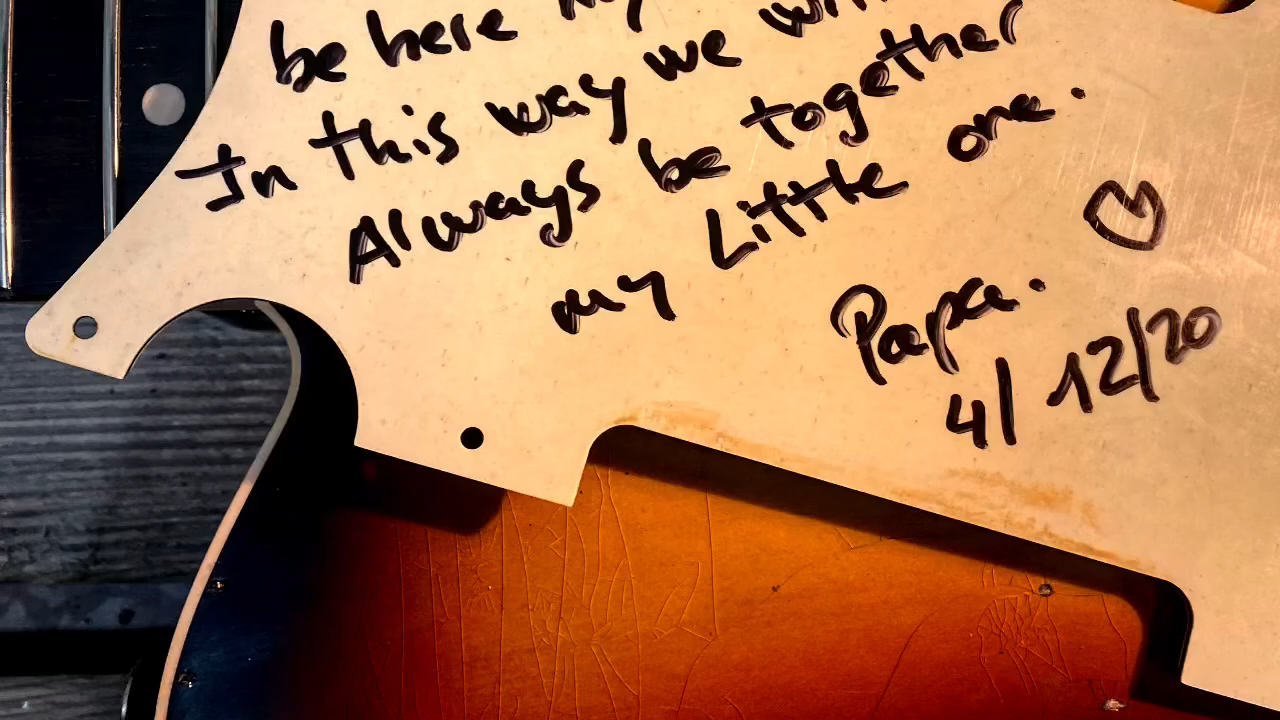 be here
In this way we
Always be together
my Little one.
Papa.
4/12/20